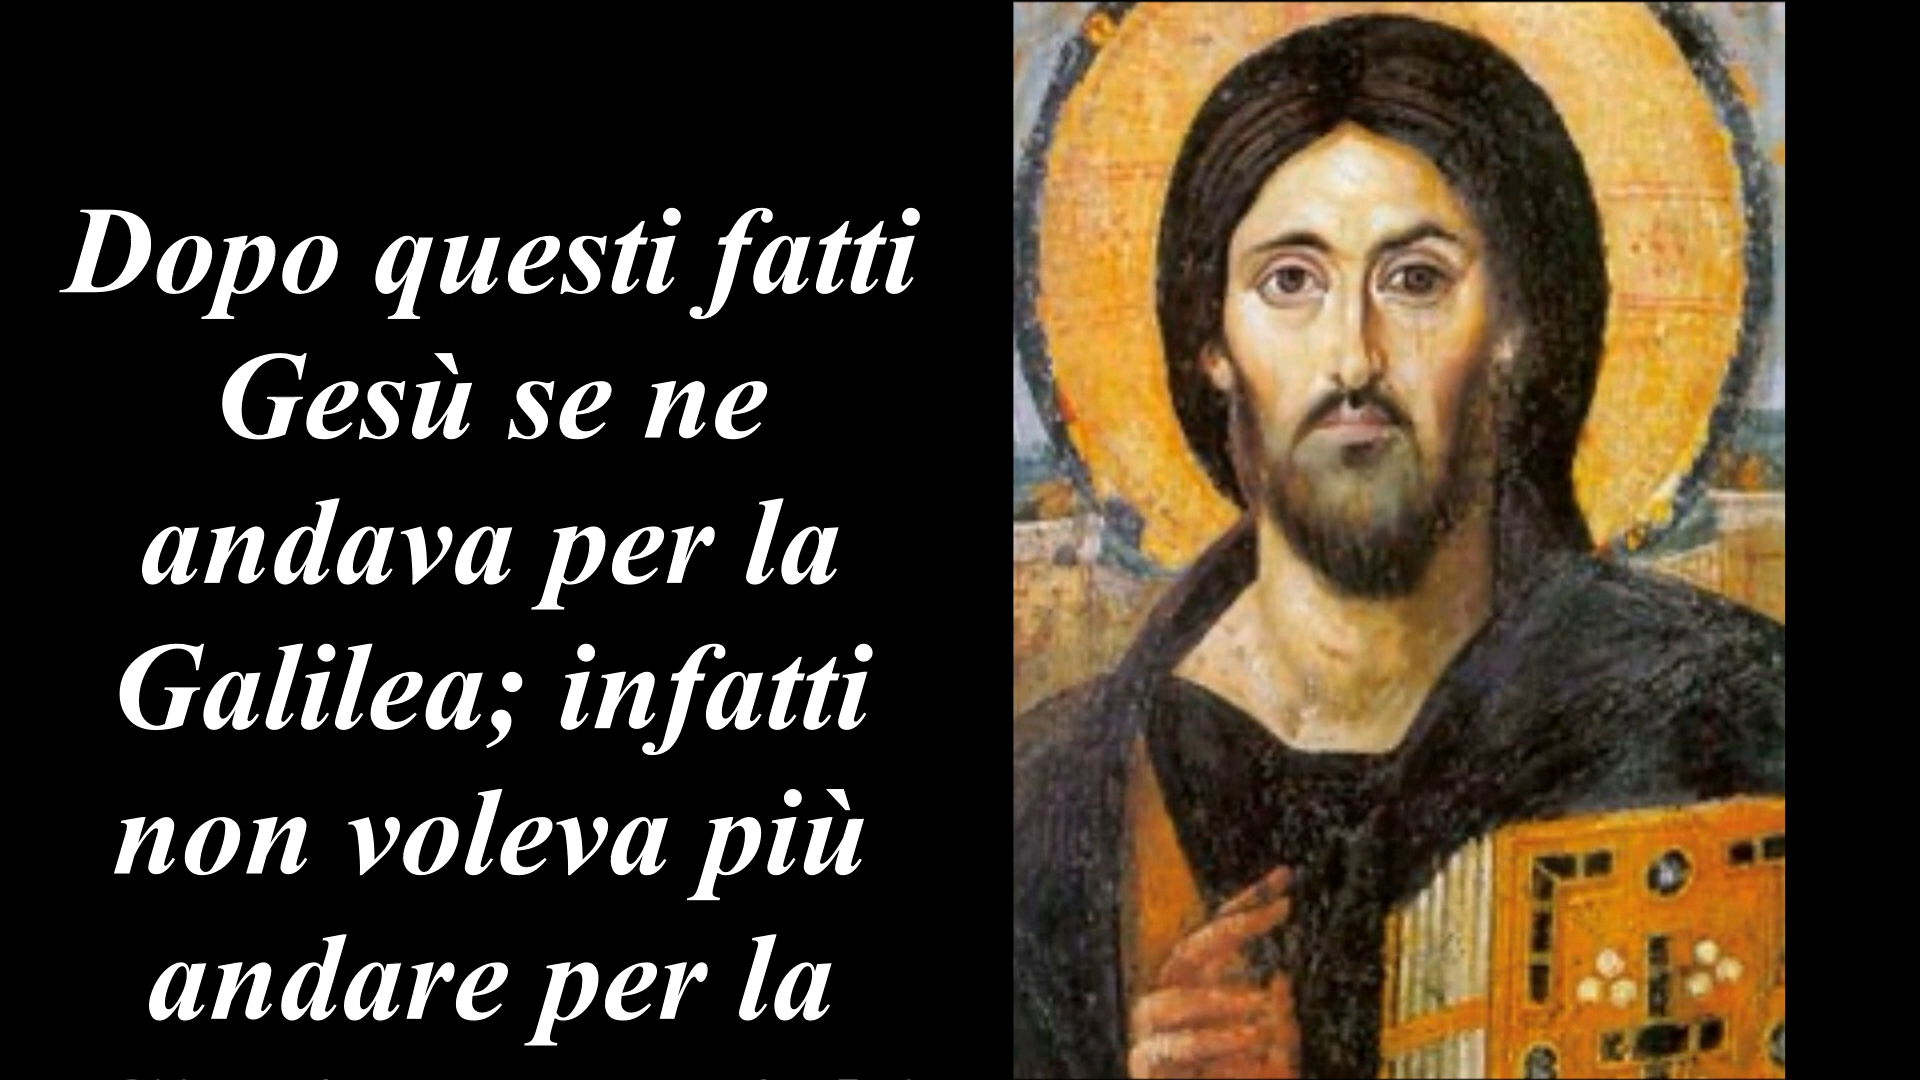 Dopo questi fatti
Gesù se ne
andava per la
Galilea; infatti
non voleva più
andare per la